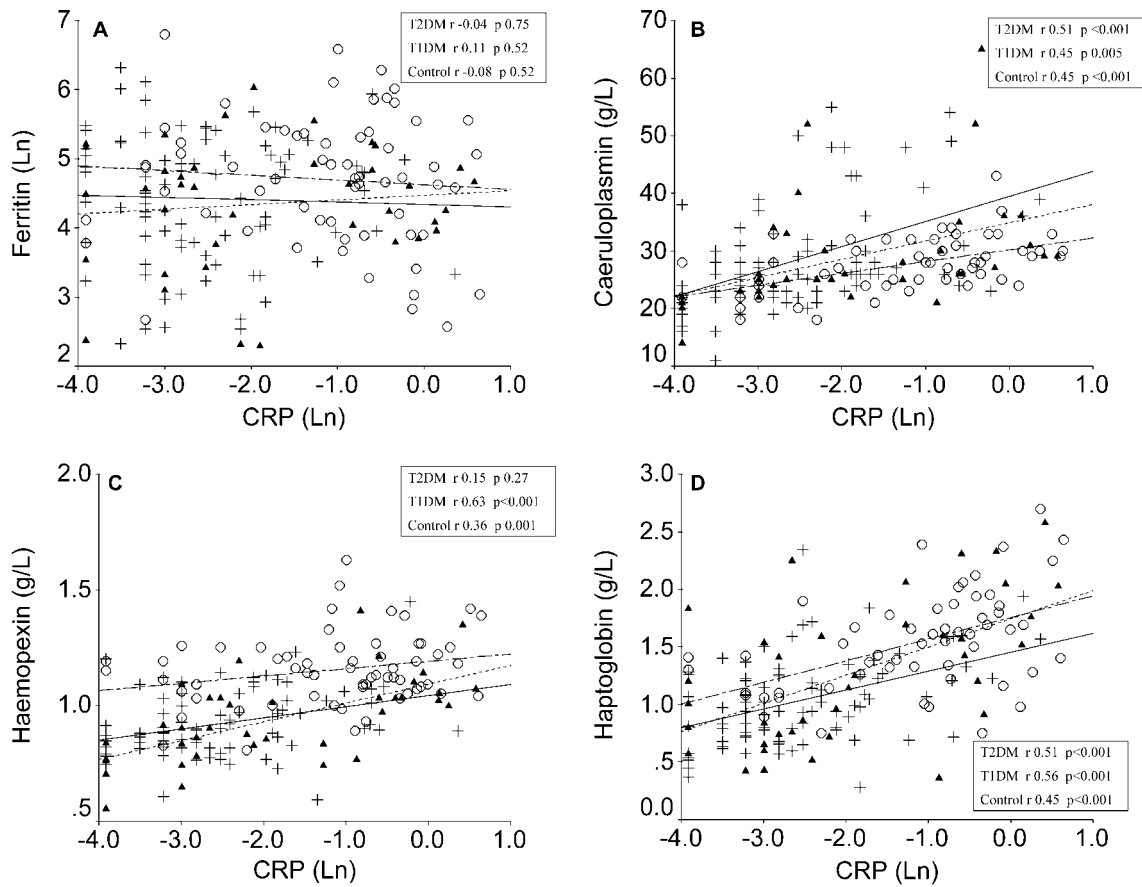 A
T2DM r -0.04 p 0.75
T1DM r 0.11 p 0.52
Control r -0.08 p 0.52
7
6
5
4
3
2
Ferritin (Ln)
-4.0 -3.0 -2.0 -1.0 0.0 1.0
CRP (Ln)
B
T2DM r 0.51 p <0.001
T1DM r 0.45 p 0.005
Control r 0.45 p <0.001
70
60
50
40
30
20
10
Caeruloplasmin (g/L)
-4.0 -3.0 -2.0 -1.0 0.0 1.0
CRP (Ln)
C
T2DM r 0.15 p 0.27
T1DM r 0.63 p<0.001
Control r 0.36 p 0.001
2.0
1.5
1.0
.5
Haemopexin (g/L)
-4.0 -3.0 -2.0 -1.0 0.0 1.0
CRP (Ln)
D
3.0
2.5
2.0
1.5
1.0
.5
0.0
Haptoglobin (g/L)
T2DM r 0.51 p<0.001
T1DM r 0.56 p<0.001
Control r 0.45 p<0.001
-4.0 -3.0 -2.0 -1.0 0.0 1.0
CRP (Ln)